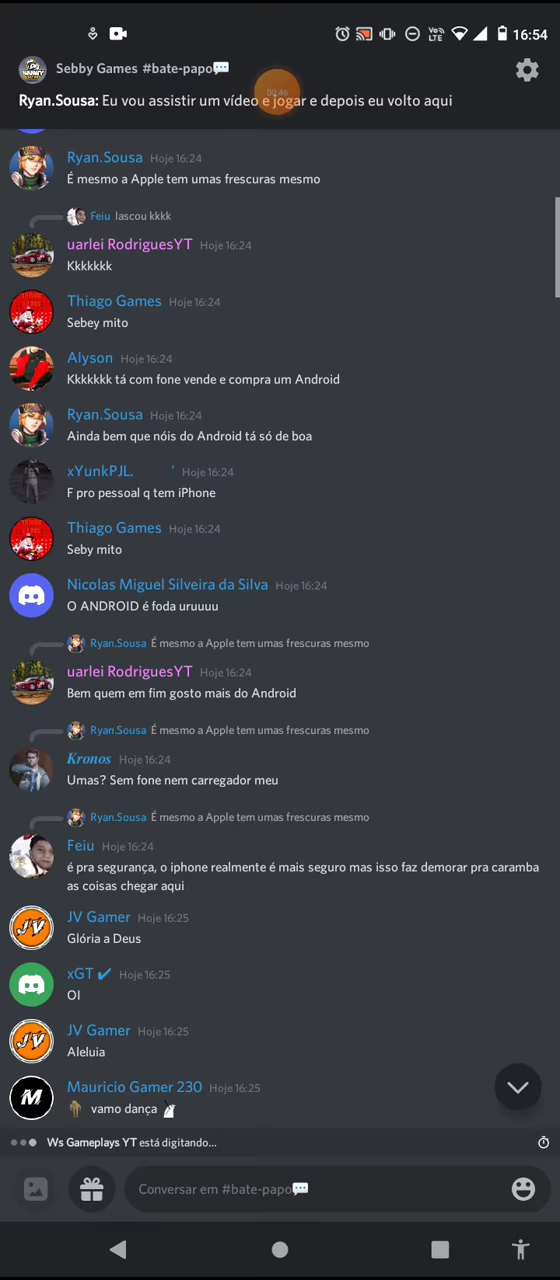 16:54
Sebby Games #bate-papo💬
Ryan.Sousa: Eu vou assistir um vídeo e jogar e depois eu volto aqui
00:46
Ryan.Sousa Hoje 16:24
É mesmo a Apple tem umas frescuras mesmo
Feiu lascou kkkk
uarlei RodriguesYT Hoje 16:24
Kkkkkkk
Thiago Games Hoje 16:24
Sebey mito
Alyson Hoje 16:24
Kkkkkkk tá com fone vende e compra um Android
Ryan.Sousa Hoje 16:24
Ainda bem que nóis do Android tá só de boa
xYunkPJL. ' Hoje 16:24
F pro pessoal q tem iPhone
Thiago Games Hoje 16:24
Seby mito
Nicolas Miguel Silveira da Silva Hoje 16:24
O ANDROID é foda uruuuu
Ryan.Sousa É mesmo a Apple tem umas frescuras mesmo
uarlei RodriguesYT Hoje 16:24
Bem quem em fim gosto mais do Android
Ryan.Sousa É mesmo a Apple tem umas frescuras mesmo
Kronos Hoje 16:24
Umas? Sem fone nem carregador meu
Ryan.Sousa É mesmo a Apple tem umas frescuras mesmo
Feiu Hoje 16:24
é pra segurança, o iphone realmente é mais seguro mas isso faz demorar pra caramba
as coisas chegar aqui
JV Gamer Hoje 16:25
Glória a Deus
xGT ✔ Hoje 16:25
OI
JV Gamer Hoje 16:25
Aleluia
Mauricio Gamer 230 Hoje 16:25
vamo dança
Ws Gameplays YT está digitando...
Conversar em #bate-papo💬